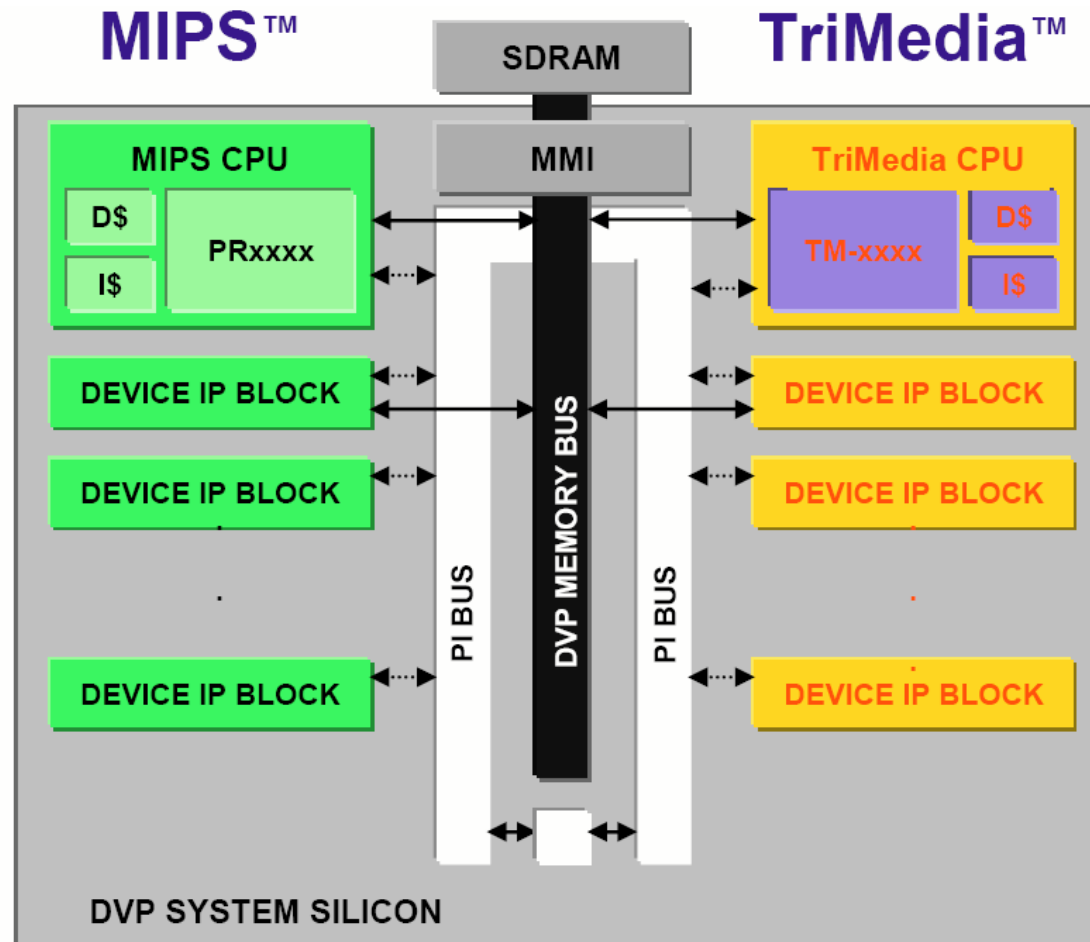 MIPS™
TriMedia™
SDRAM
MMI
MIPS CPU
D$
I$
PRxxxx
TriMedia CPU
TM-xxxx
D$
I$
DEVICE IP BLOCK
DEVICE IP BLOCK
DEVICE IP BLOCK
PI BUS
DVP MEMORY BUS
PI BUS
DEVICE IP BLOCK
DEVICE IP BLOCK
DEVICE IP BLOCK
DVP SYSTEM SILICON